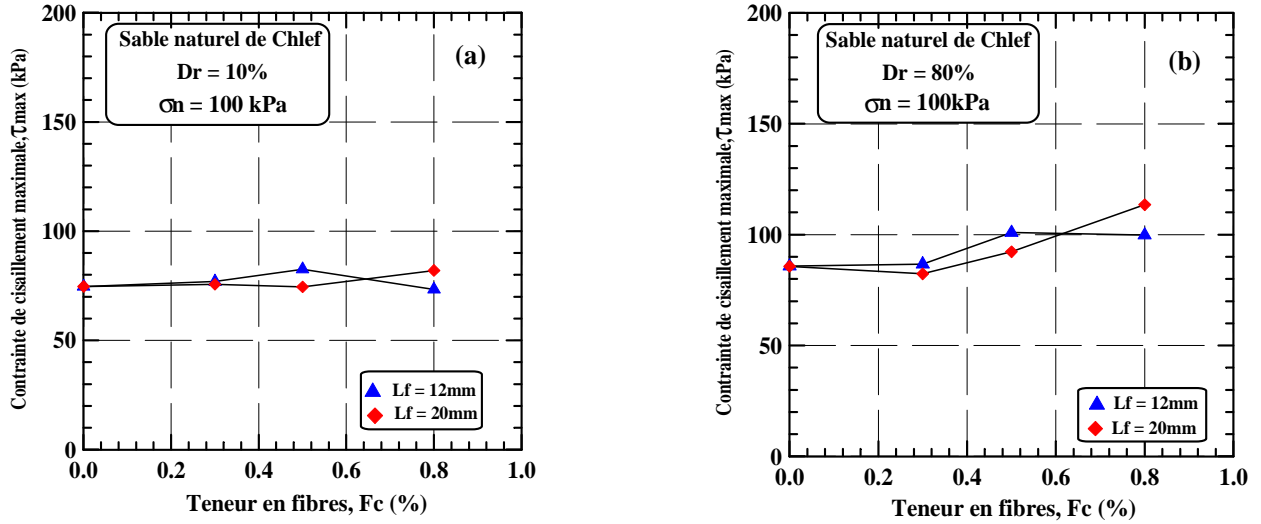 200
150
100
50
0
Contrainte de cisaillement maximale,τmax (kPa)
Sable naturel de Chlef
Dr = 10%
σn = 100 kPa
(a)
Lf = 12mm
Lf = 20mm
0.0 0.2 0.4 0.6 0.8 1.0
Teneur en fibres, Fc (%)
200
150
100
50
0
Contrainte de cisaillement maximale,τmax (kPa)
Sable naturel de Chlef
Dr = 80%
σn = 100kPa
(b)
Lf = 12mm
Lf = 20mm
0.0 0.2 0.4 0.6 0.8 1.0
Teneur en fibres, Fc (%)